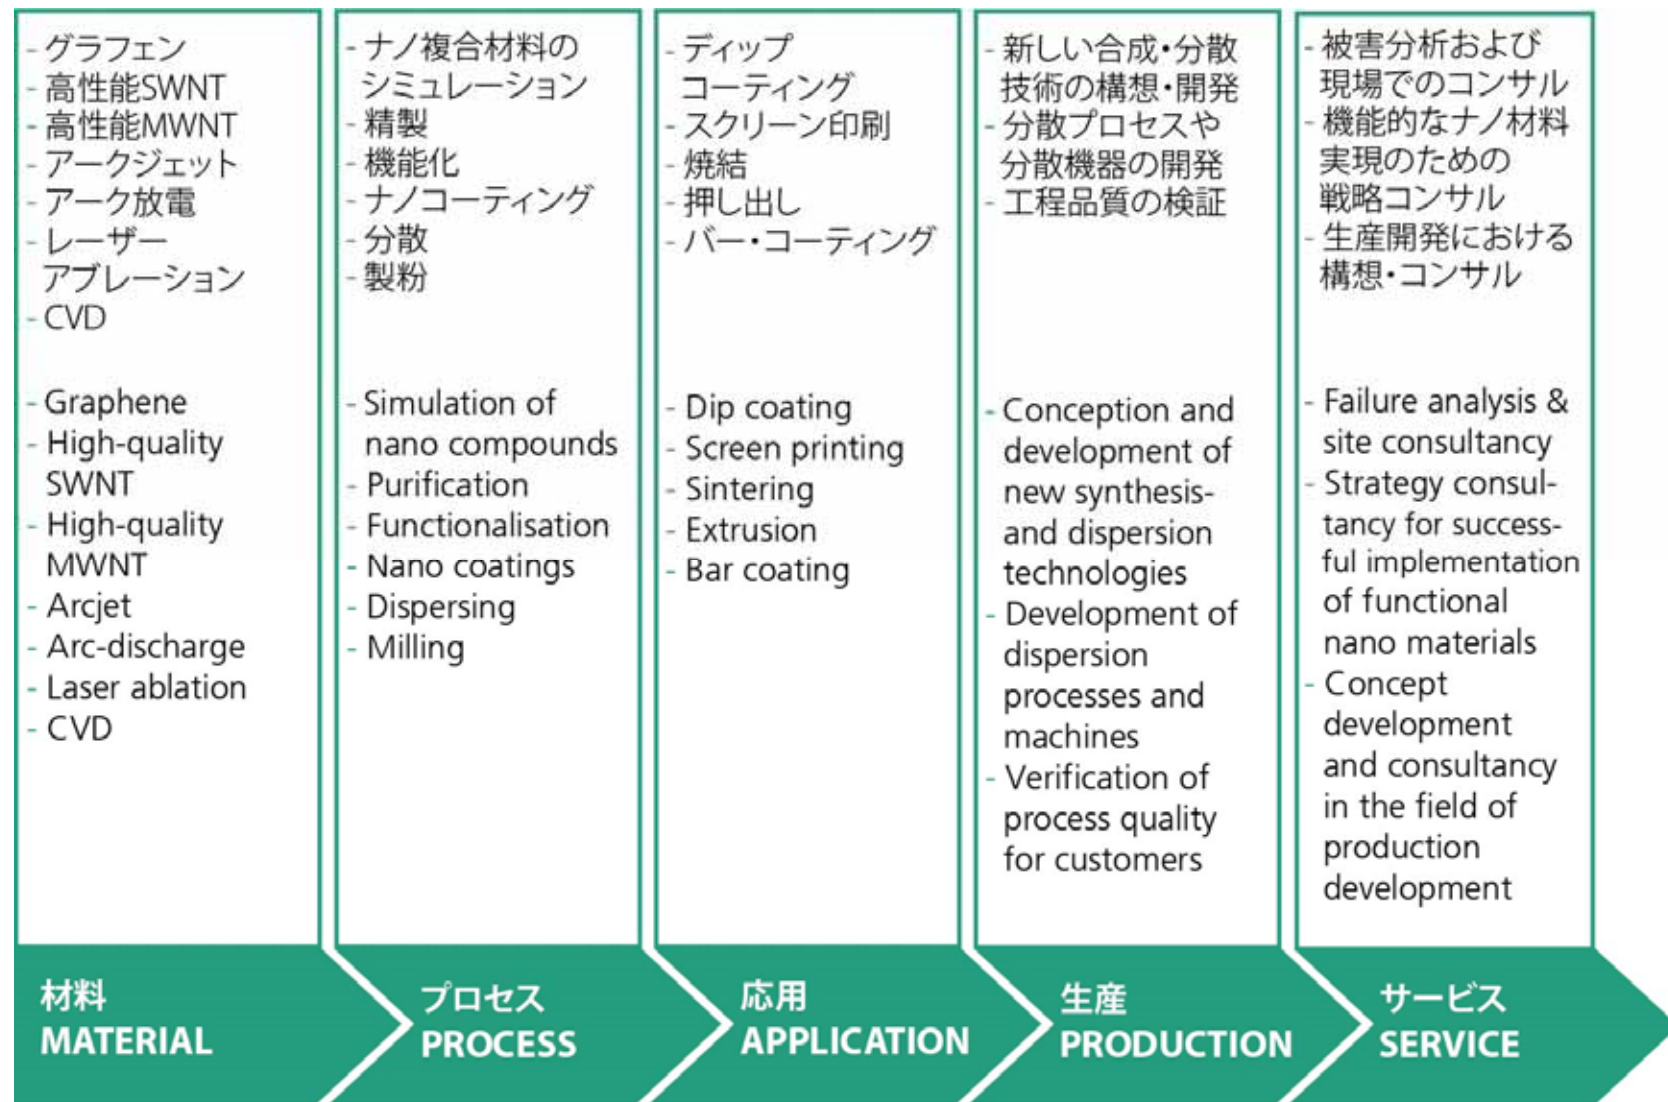 - グラフェン
- 高性能SWNT
- 高性能MWNT
- アークジェット
- アーク放電
- レーザー
アブレーション
- CVD
- Graphene
- High-quality
SWNT
- High-quality
MWNT
- Arcjet
- Arc-discharge
- Laser ablation
- CVD
材料
MATERIAL
- ナノ複合材料の
シミュレーション
- 精製
- 機能化
- ナノコーティング
- 分散
- 製粉
- Simulation of
nano compounds
- Purification
- Functionalisation
- Nano coatings
- Dispersing
- Milling
プロセス
PROCESS
- ディップ
コーティング
- スクリーン印刷
- 焼結
- 押し出し
- バー・コーティング
- Dip coating
- Screen printing
- Sintering
- Extrusion
- Bar coating
応用
APPLICATION
- 新しい合成・分散
技術の構想・開発
- 分散プロセスや
分散機器の開発
- 工程品質の検証
- Conception and
development of
new synthesis-
and dispersion
technologies
- Development of
dispersion
processes and
machines
- Verification of
process quality
for customers
生産
PRODUCTION
- 被害分析および
現場でのコンサル
- 機能的なナノ材料
実現のための
戦略コンサル
- 生産開発における
構想・コンサル
- Failure analysis &
site consultancy
- Strategy consul-
tancy for success-
ful implementation
of functional
nano materials
- Concept
development
and consultancy
in the field of
production
development
サービス
SERVICE